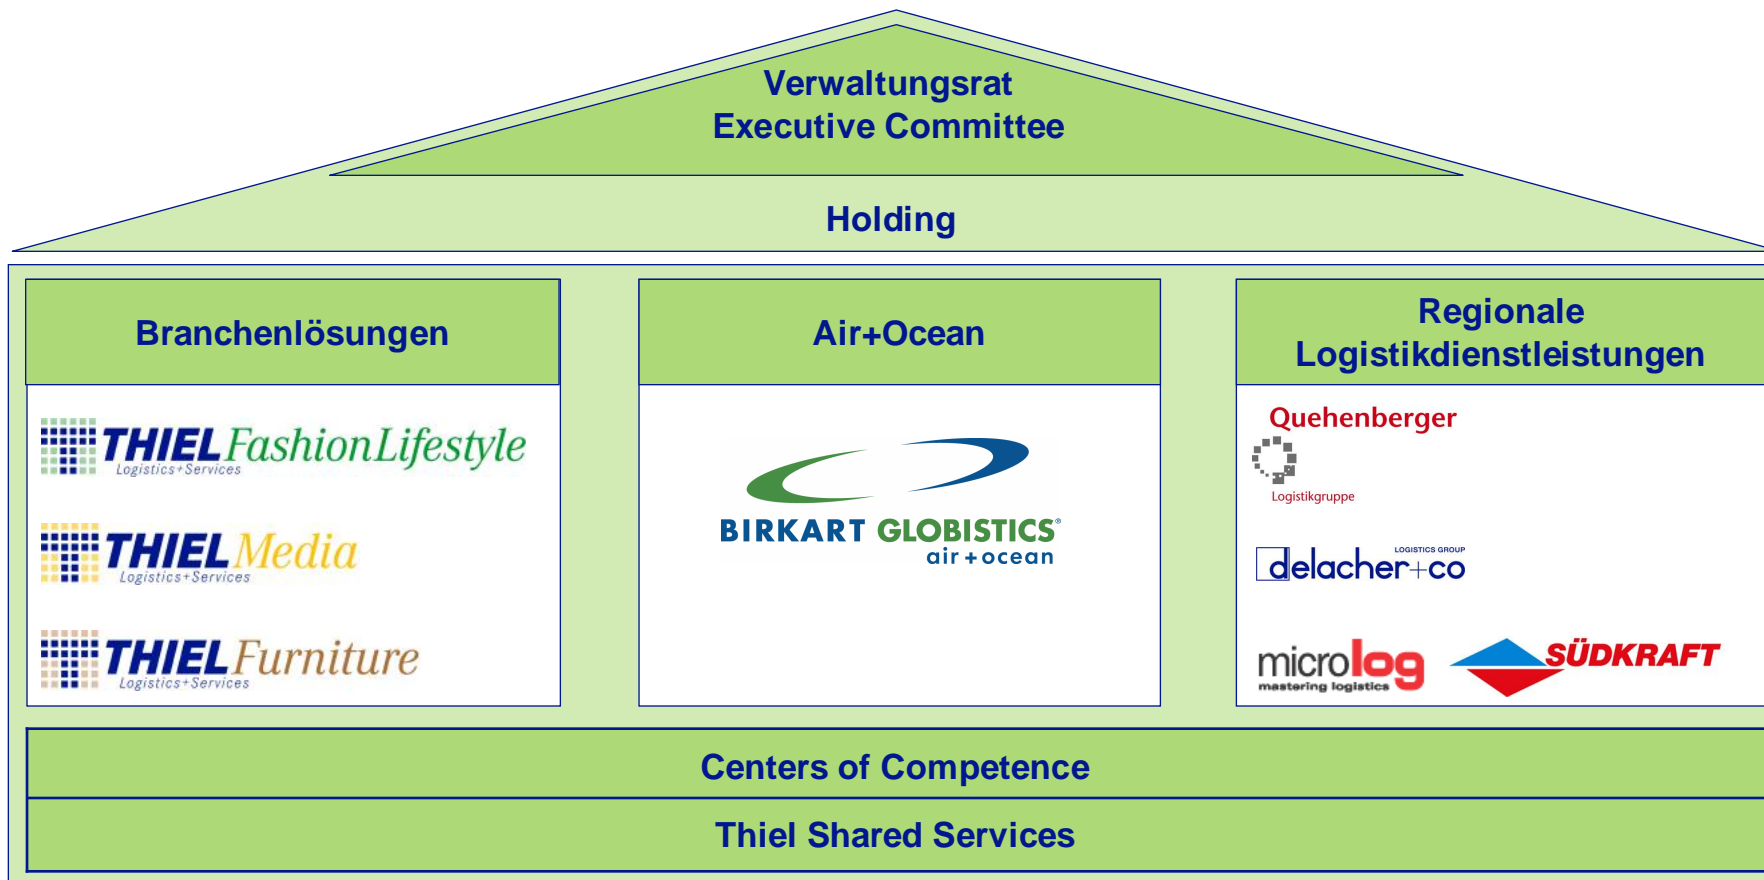 Verwaltungsrat
Executive Committee
Holding
Branchenlösungen
THIEL FashionLifestyle
Logistics+Services
THIEL Media
Logistics+Services
THIEL Furniture
Logistics+Services
Air+Ocean
BIRKART GLOBISTICS®
air+ocean
Regionale
Logistikdienstleistungen
Quehenberger
Logistikgruppe
LOGISTICS GROUP
delacher+co
microlog
mastering logistics
SÜDKRAFT
Centers of Competence
Thiel Shared Services